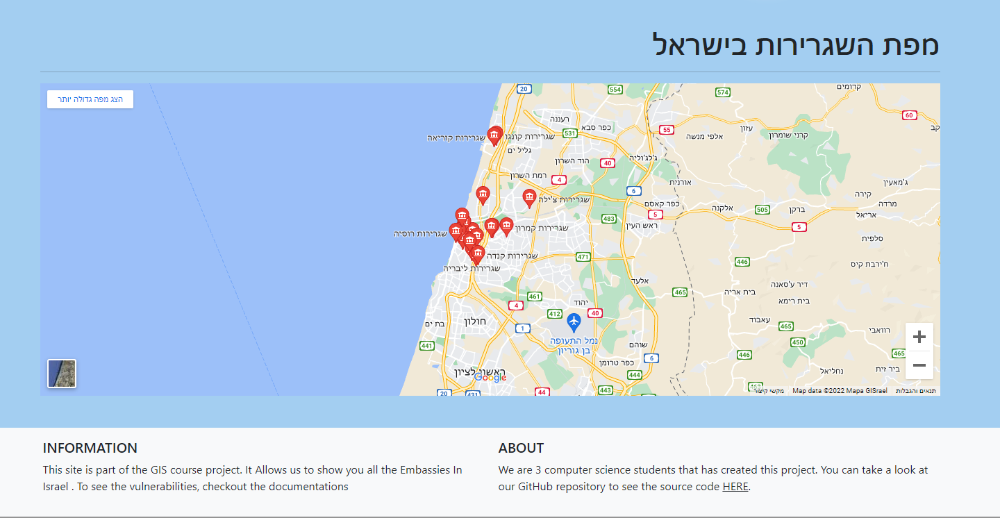 מפת השגרירות בישראל
הצג מפה גדולה יותר
20
554
574
קדומים
60
רעננה
כפר סבא
531
55
עזון
אלפי מנשה
קרני שומרון
קב
שגרירות קוריאה
שגרירות קונגו
גליל ים
הוד השרון
40
ג'לג'וליה
רמת השרון
4
אורנית
6
ג'מאעין
קירה
שגרירות צ'ילה
כפר קאסם
אלקנה
505
ברקן
מרדה
אריאל
5
483
ראש העין
5
שגרירות קמרון
שגרירות רוסיה
סלפית
שגרירות קנדה
471
446
ח'ירבת קיס
שגרירות ליבריה
אלעד
דיר ע'סאנה
465
בית אריה
461
בית רימא
4
יהוד
412
40
חולון
בת ים
1
עאבוד
465
רוואבי
נמל התעופה
בן גוריון
450
441
שוהם
446
465
6
כפר טרומן
ראשון לציון
Google
444
נחליאל
ביר זית
20
431
44
443
463
מקשי קיצור
Map data ©2022 Mapa GISrael
תנאים והגבלות
INFORMATION
This site is part of the GIS course project. It Allows us to show you all the Embassies In
Israel . To see the vulnerabilities, checkout the documentations
ABOUT
We are 3 computer science students that has created this project. You can take a look at
our GitHub repository to see the source code HERE.